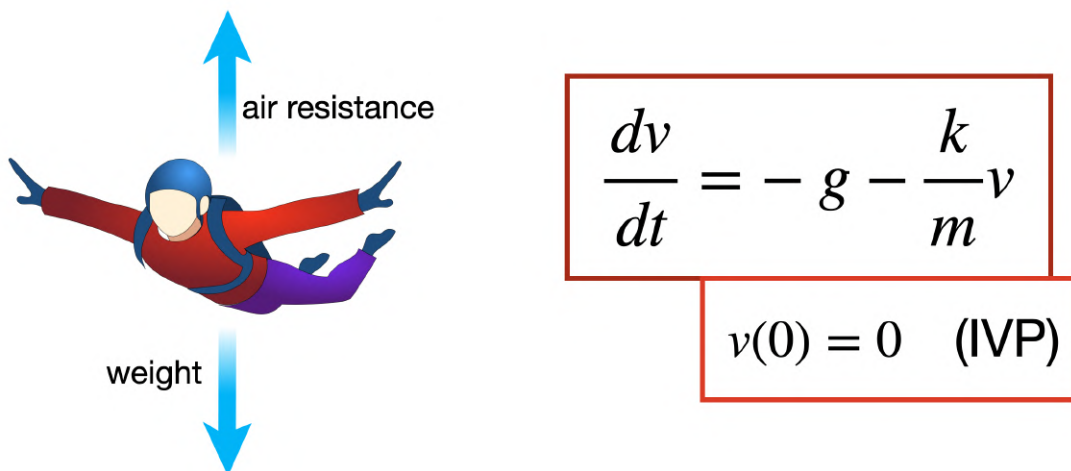 air resistance
weight
dv/dt = − g − k/m v
v(0) = 0 (IVP)